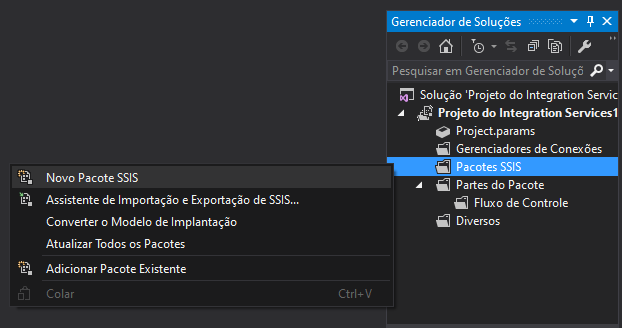 Gerenciador de Soluções
Pesquisar em Gerenciador de Soluçõ
Solução 'Projeto do Integration Servic
Projeto do Integration Services1
Project.params
Gerenciadores de Conexões
Pacotes SSIS
Partes do Pacote
Fluxo de Controle
Diversos
Novo Pacote SSIS
Assistente de Importação e Exportação de SSIS...
Converter o Modelo de Implantação
Atualizar Todos os Pacotes
Adicionar Pacote Existente
Colar Ctrl+V